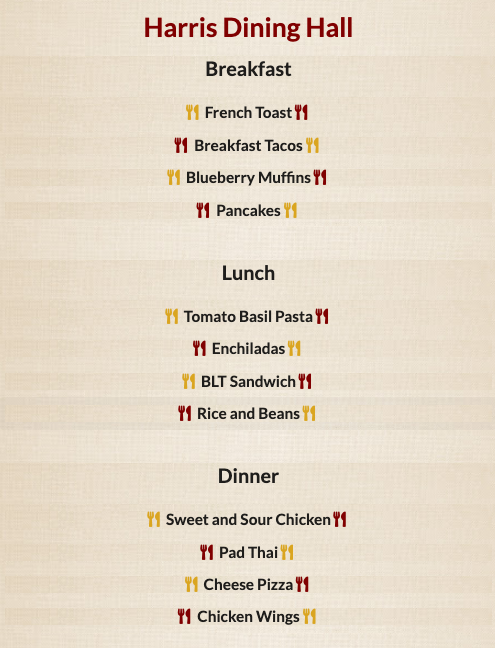 Harris Dining Hall
Breakfast
French Toast
Breakfast Tacos
Blueberry Muffins
Pancakes
Lunch
Tomato Basil Pasta
Enchiladas
BLT Sandwich
Rice and Beans
Dinner
Sweet and Sour Chicken
Pad Thai
Cheese Pizza
Chicken Wings